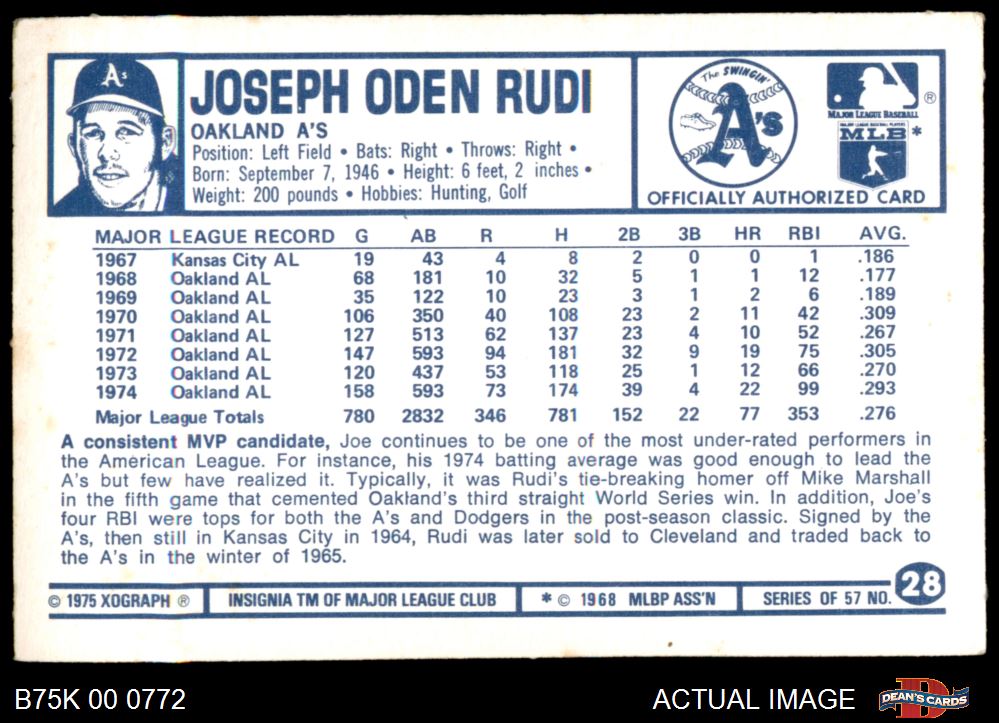 A's
JOSEPH ODEN RUDI
OAKLAND A'S
Position: Left Field • Bats: Right • Throws: Right •
Born: September 7, 1946 • Height: 6 feet, 2 inches •
Weight: 200 pounds • Hobbies: Hunting, Golf
The SWINGIN'
A's
MAJOR LEAGUE BASEBALL ®
MAJOR LEAGUE BASEBALL PLAYERS
MLB *
OFFICIALLY AUTHORIZED CARD
MAJOR LEAGUE RECORD G AB R H 2B 3B HR RBI AVG.
1967 Kansas City AL 19 43 4 8 2 0 0 1 .186
1968 Oakland AL 68 181 10 32 5 1 1 12 .177
1969 Oakland AL 35 122 10 23 3 1 2 6 .189
1970 Oakland AL 106 350 40 108 23 2 11 42 .309
1971 Oakland AL 127 513 62 137 23 4 10 52 .267
1972 Oakland AL 147 593 94 181 32 9 19 75 .305
1973 Oakland AL 120 437 53 118 25 1 12 66 .270
1974 Oakland AL 158 593 73 174 39 4 22 99 .293
Major League Totals 780 2832 346 781 152 22 77 353 .276
A consistent MVP candidate, Joe continues to be one of the most under-rated performers in
the American League. For instance, his 1974 batting average was good enough to lead the
A's but few have realized it. Typically, it was Rudi's tie-breaking homer off Mike Marshall
in the fifth game that cemented Oakland's third straight World Series win. In addition, Joe's
four RBI were tops for both the A's and Dodgers in the post-season classic. Signed by the
A's, then still in Kansas City in 1964, Rudi was later sold to Cleveland and traded back to
the A's in the winter of 1965.
© 1975 XOGRAPH ® INSIGNIA TM OF MAJOR LEAGUE CLUB * © 1968 MLBP ASS'N SERIES OF 57 NO. 28
B75K 00 0772 ACTUAL IMAGE DEAN'S CARDS